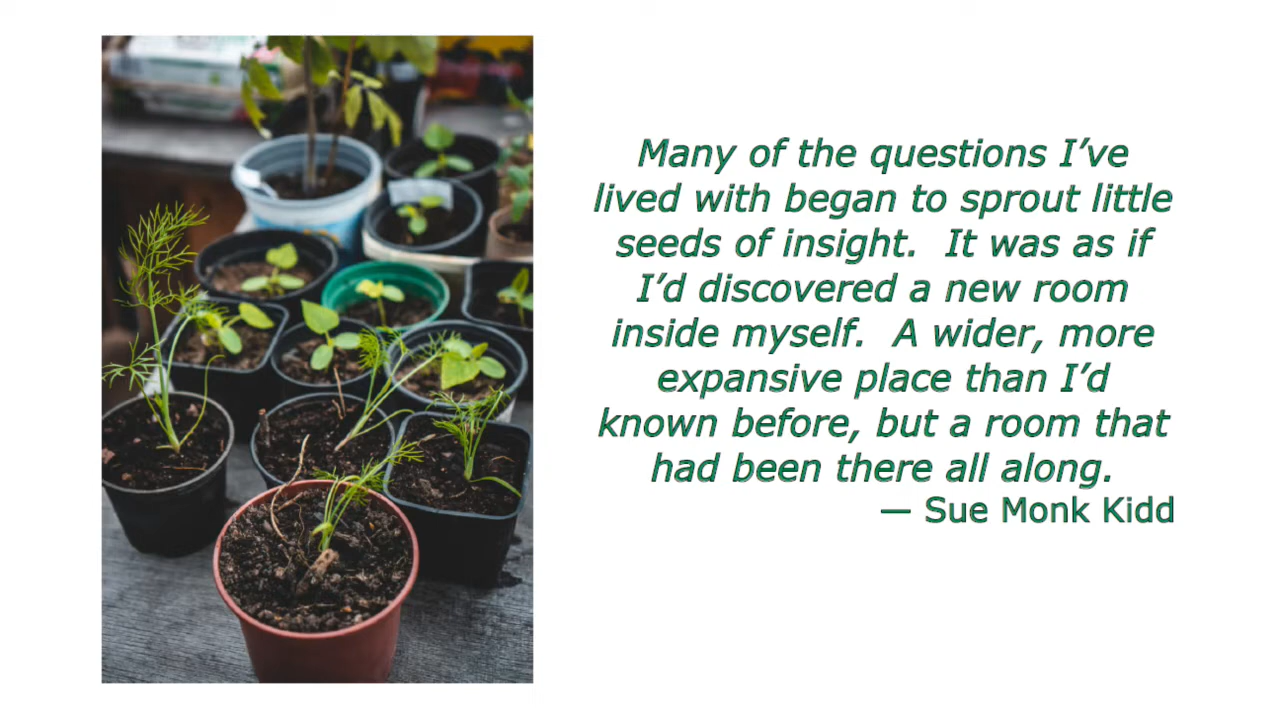 Many of the questions I’ve
lived with began to sprout little
seeds of insight.  It was as if
I’d discovered a new room
inside myself.  A wider, more
expansive place than I’d
known before, but a room that
had been there all along.
— Sue Monk Kidd